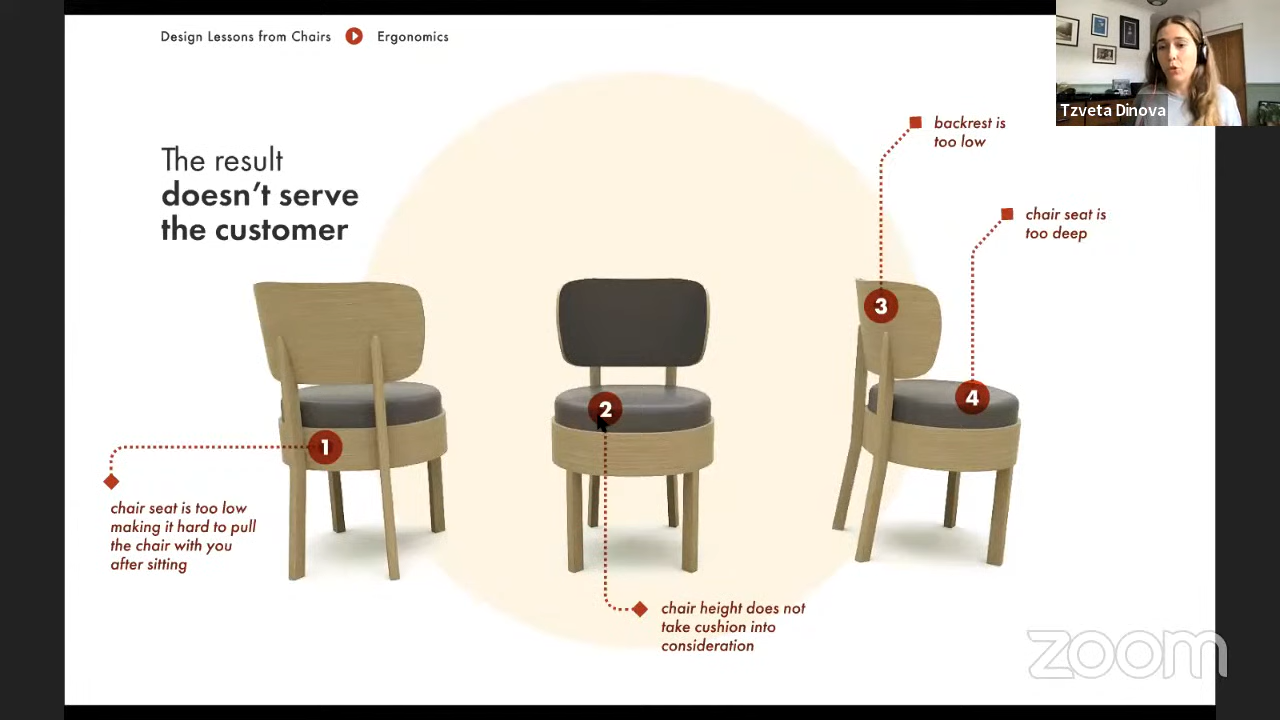 Design Lessons from Chairs Ergonomics
Tzveta Dinova
The result
doesn't serve
the customer
backrest is
too low
chair seat is
too deep
3
4
2
1
chair seat is too low
making it hard to pull
the chair with you
after sitting
chair height does not
take cushion into
consideration
zoom